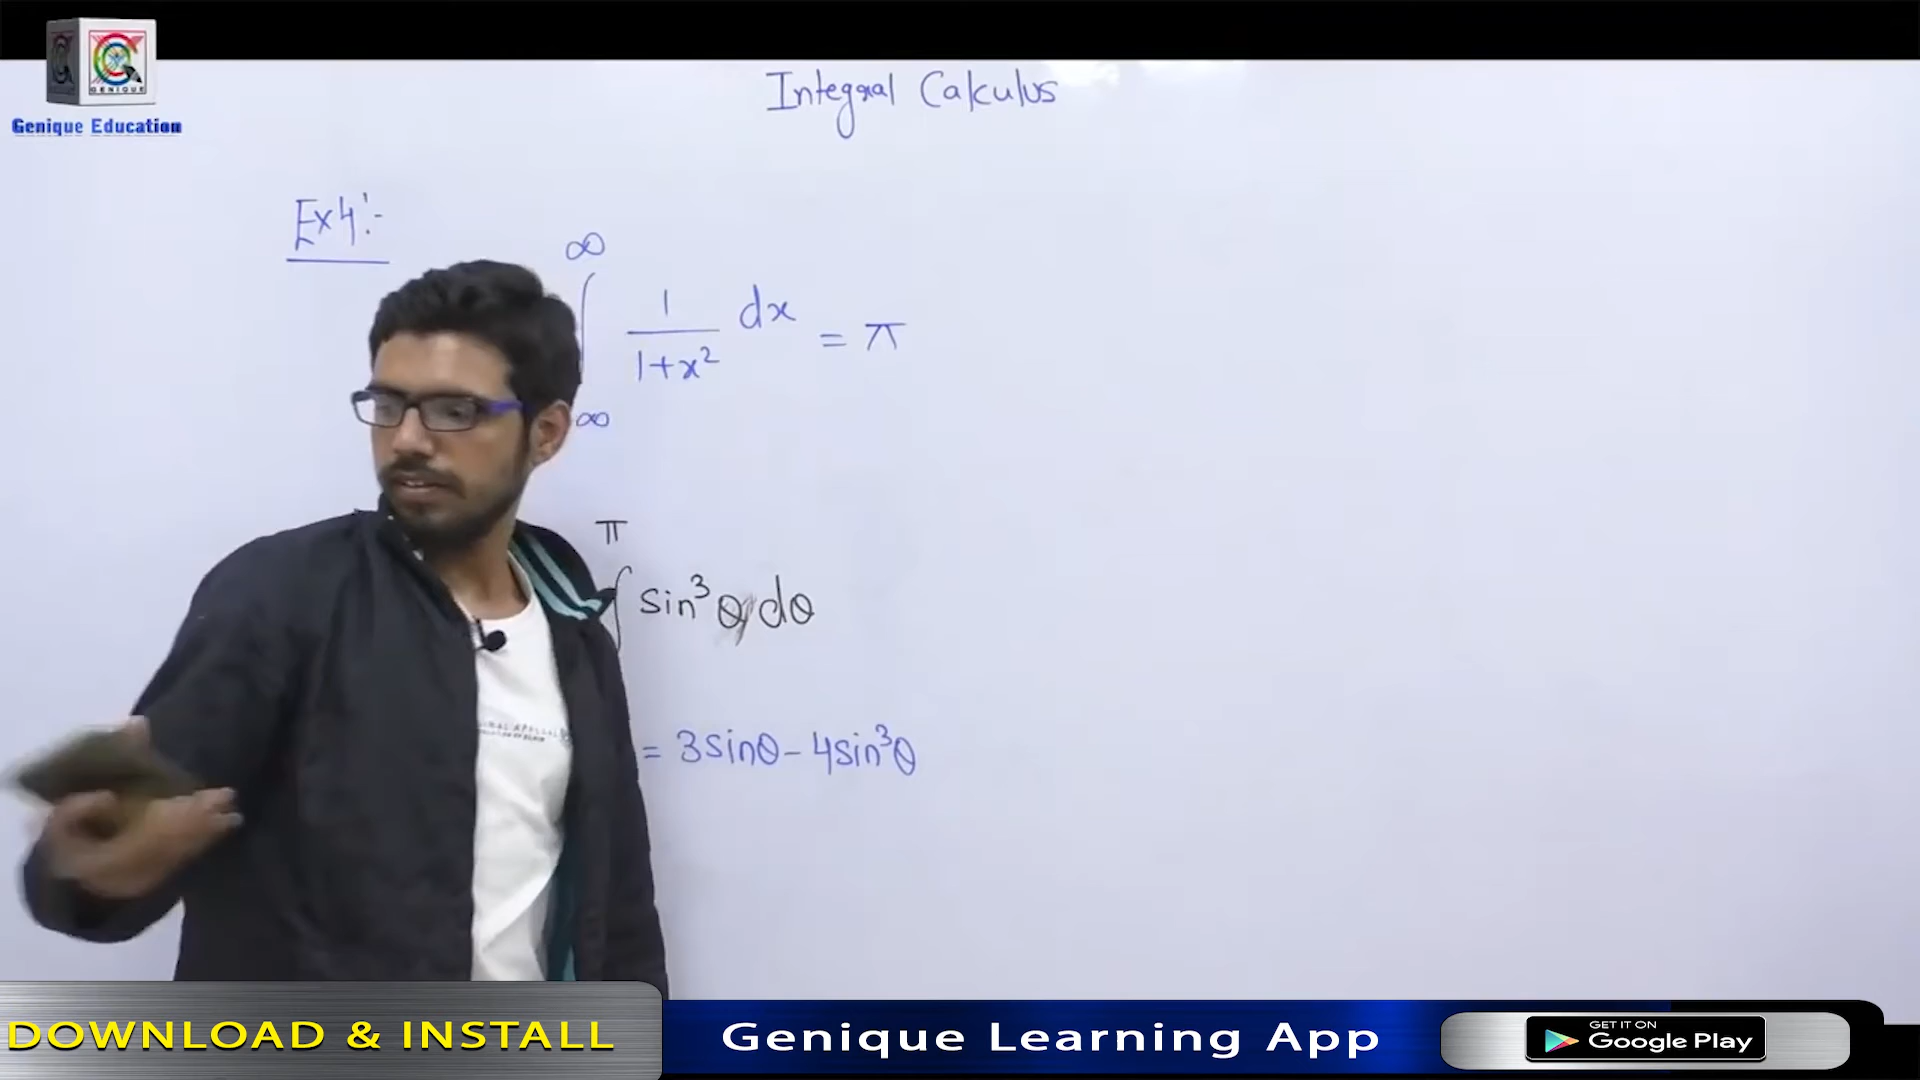 GENIQUE
Genique Education
Integral Calculus
Ex4:-
∞
∫ 1/(1+x²) dx = π
∞
π
∫ sin³θ dθ
= 3sinθ - 4sin³θ
DOWNLOAD & INSTALL
Genique Learning App
GET IT ON
Google Play